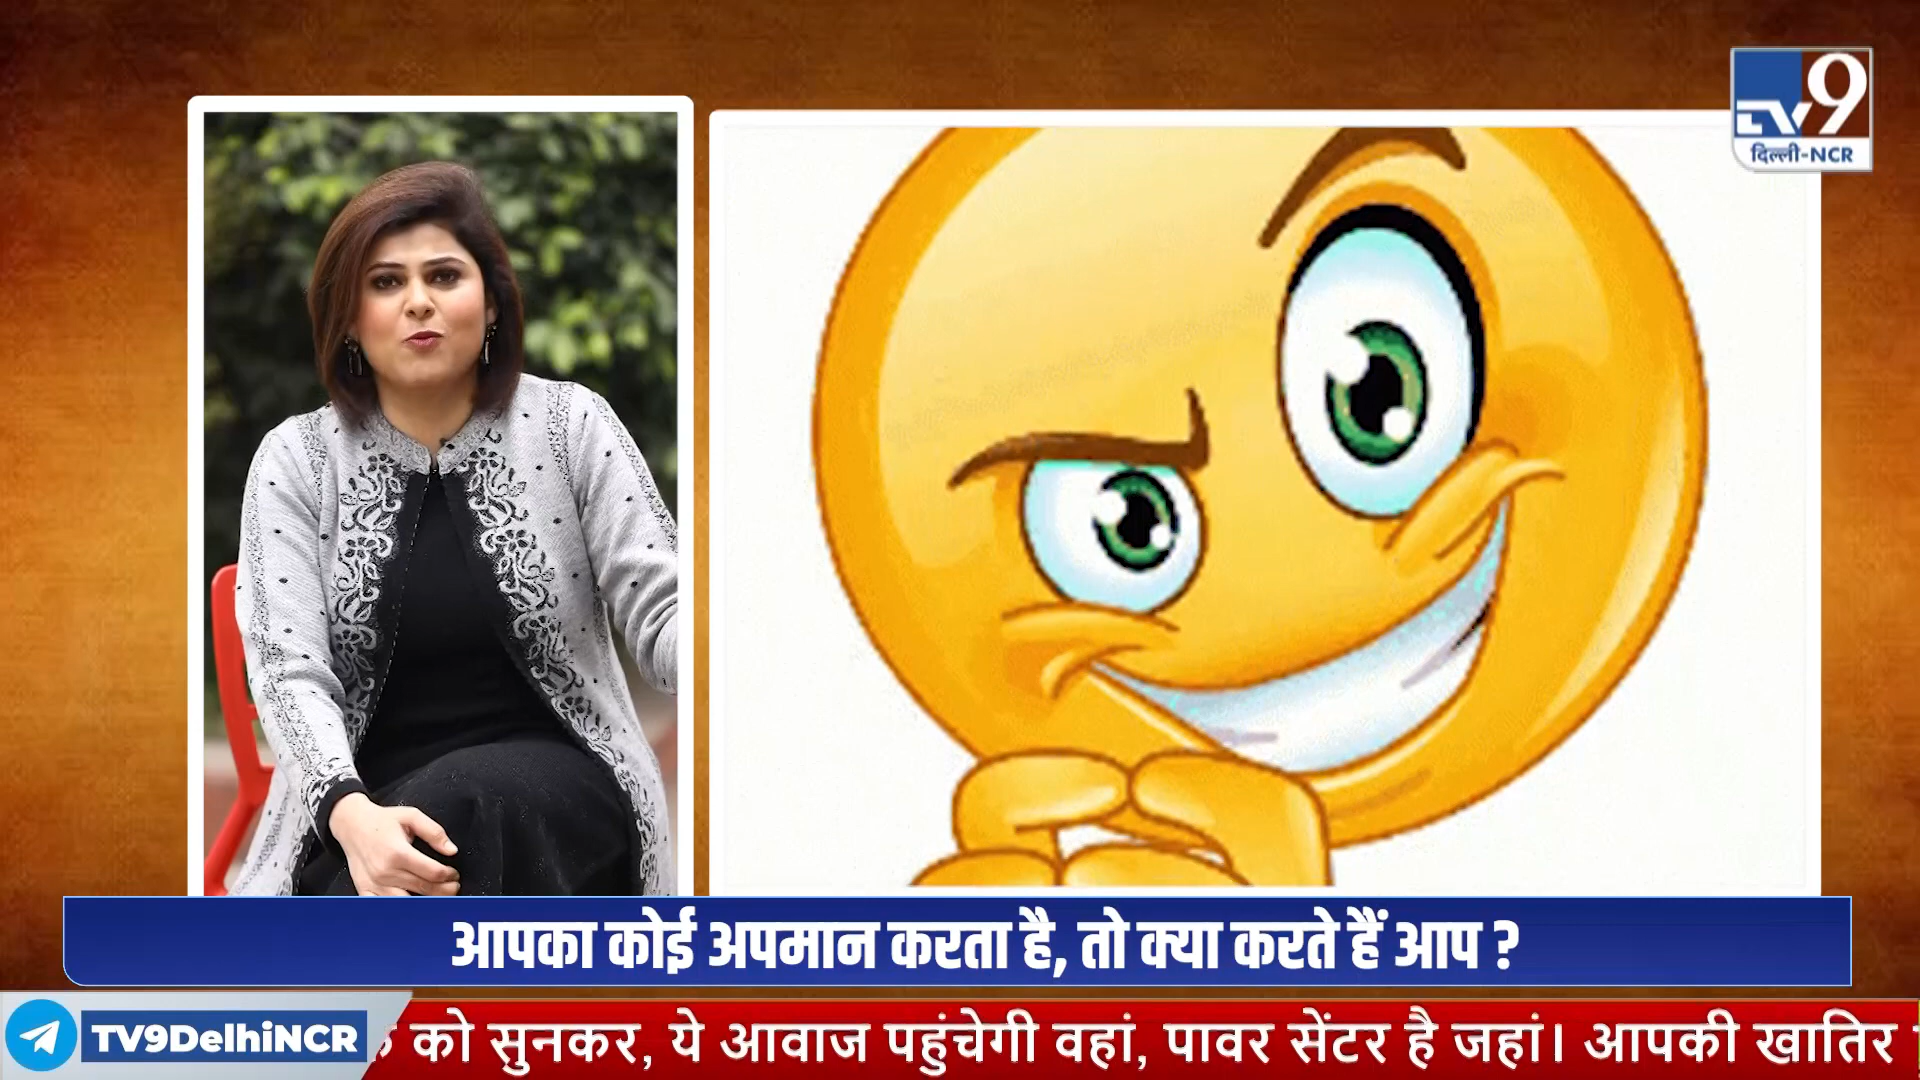 TV9
दिल्ली-NCR
आपका कोई अपमान करता है, तो क्या करते हैं आप ?
TV9DelhiNCR
को सुनकर, ये आवाज पहुंचेगी वहां, पावर सेंटर है जहां। आपकी खातिर